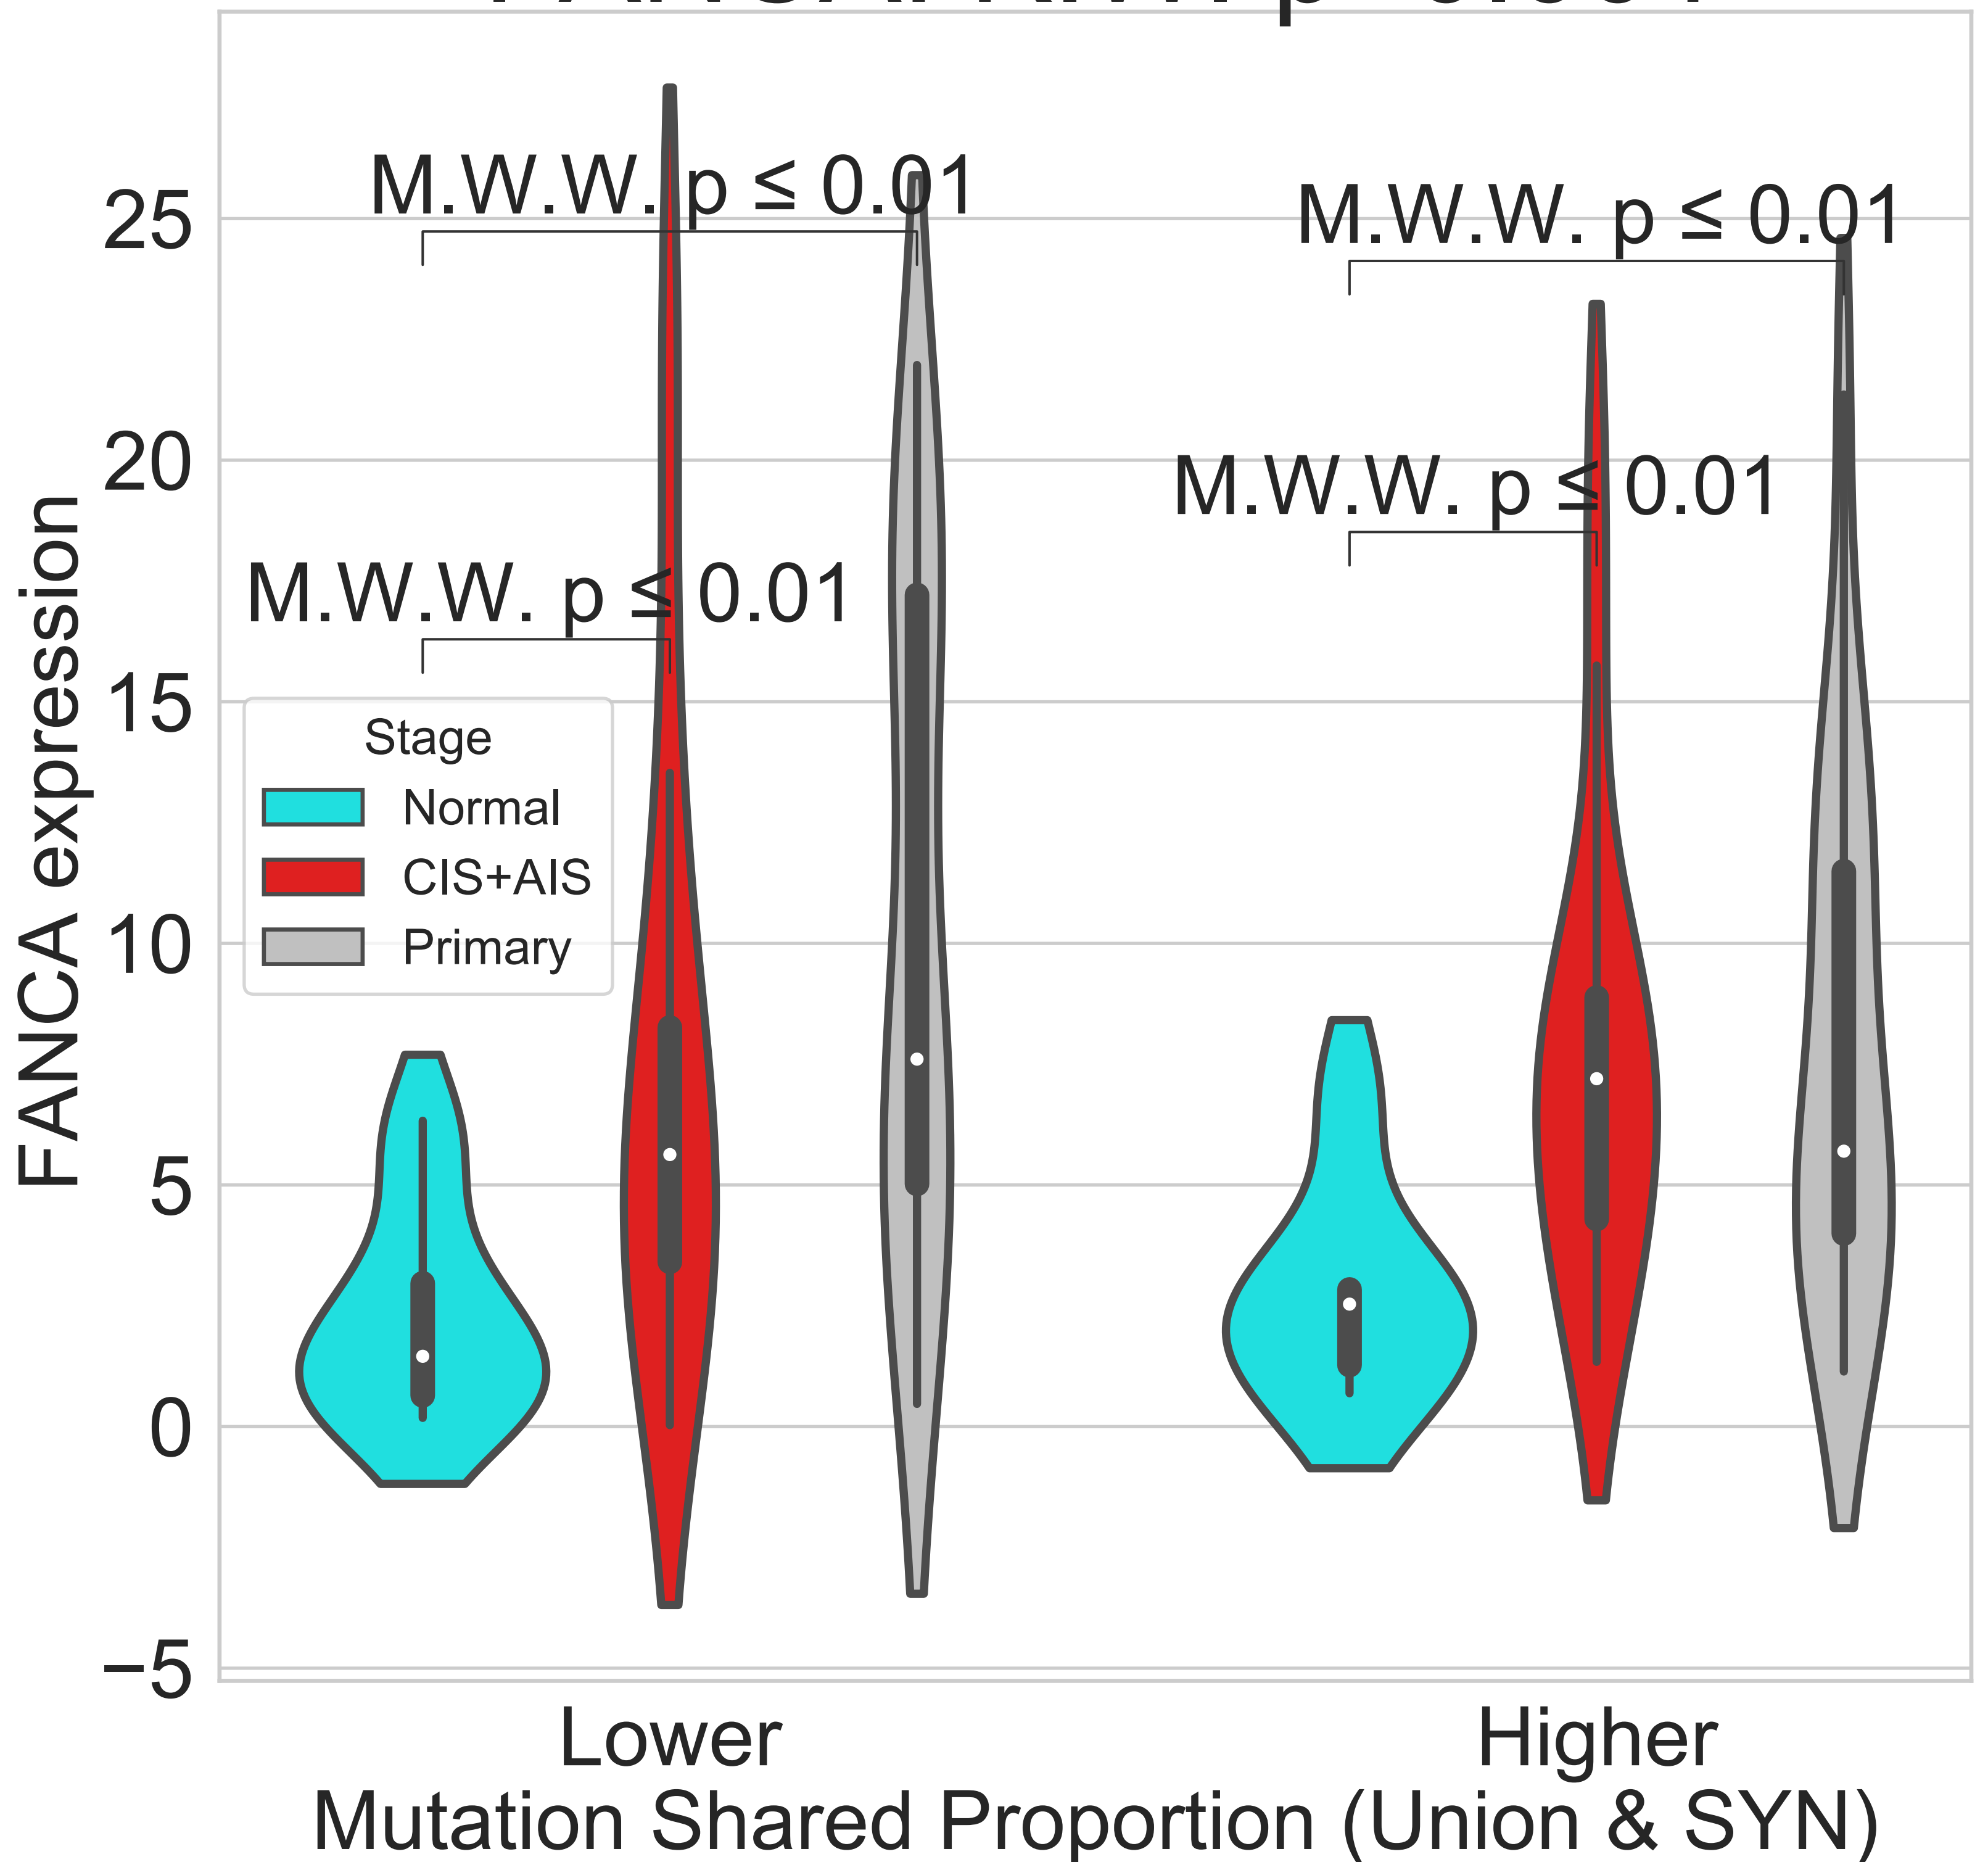 M.W.W. p ≤ 0.01
M.W.W. p ≤ 0.01
M.W.W. p ≤ 0.01
M.W.W. p ≤ 0.01
25
20
15
10
5
0
−5
FANCA expression
Stage
Normal
CIS+AIS
Primary
Lower
Higher
Mutation Shared Proportion (Union & SYN)